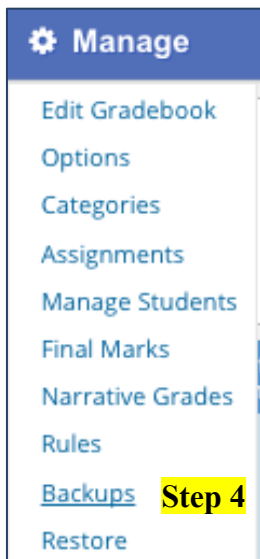 Manage
Edit Gradebook
Options
Categories
Assignments
Manage Students
Final Marks
Narrative Grades
Rules
Backups Step 4
Restore